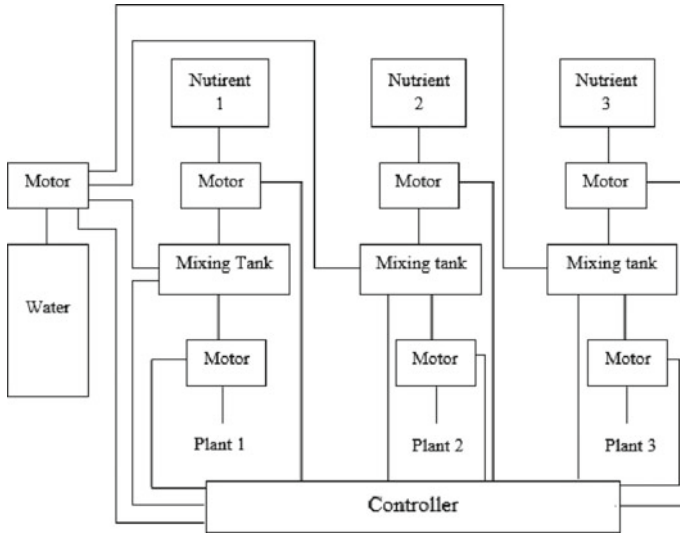 Nutirent
1
Nutrient
2
Nutrient
3
Motor
Motor
Motor
Motor
Mixing Tank
Mixing tank
Mixing tank
Water
Motor
Motor
Motor
Plant 1
Plant 2
Plant 3
Controller